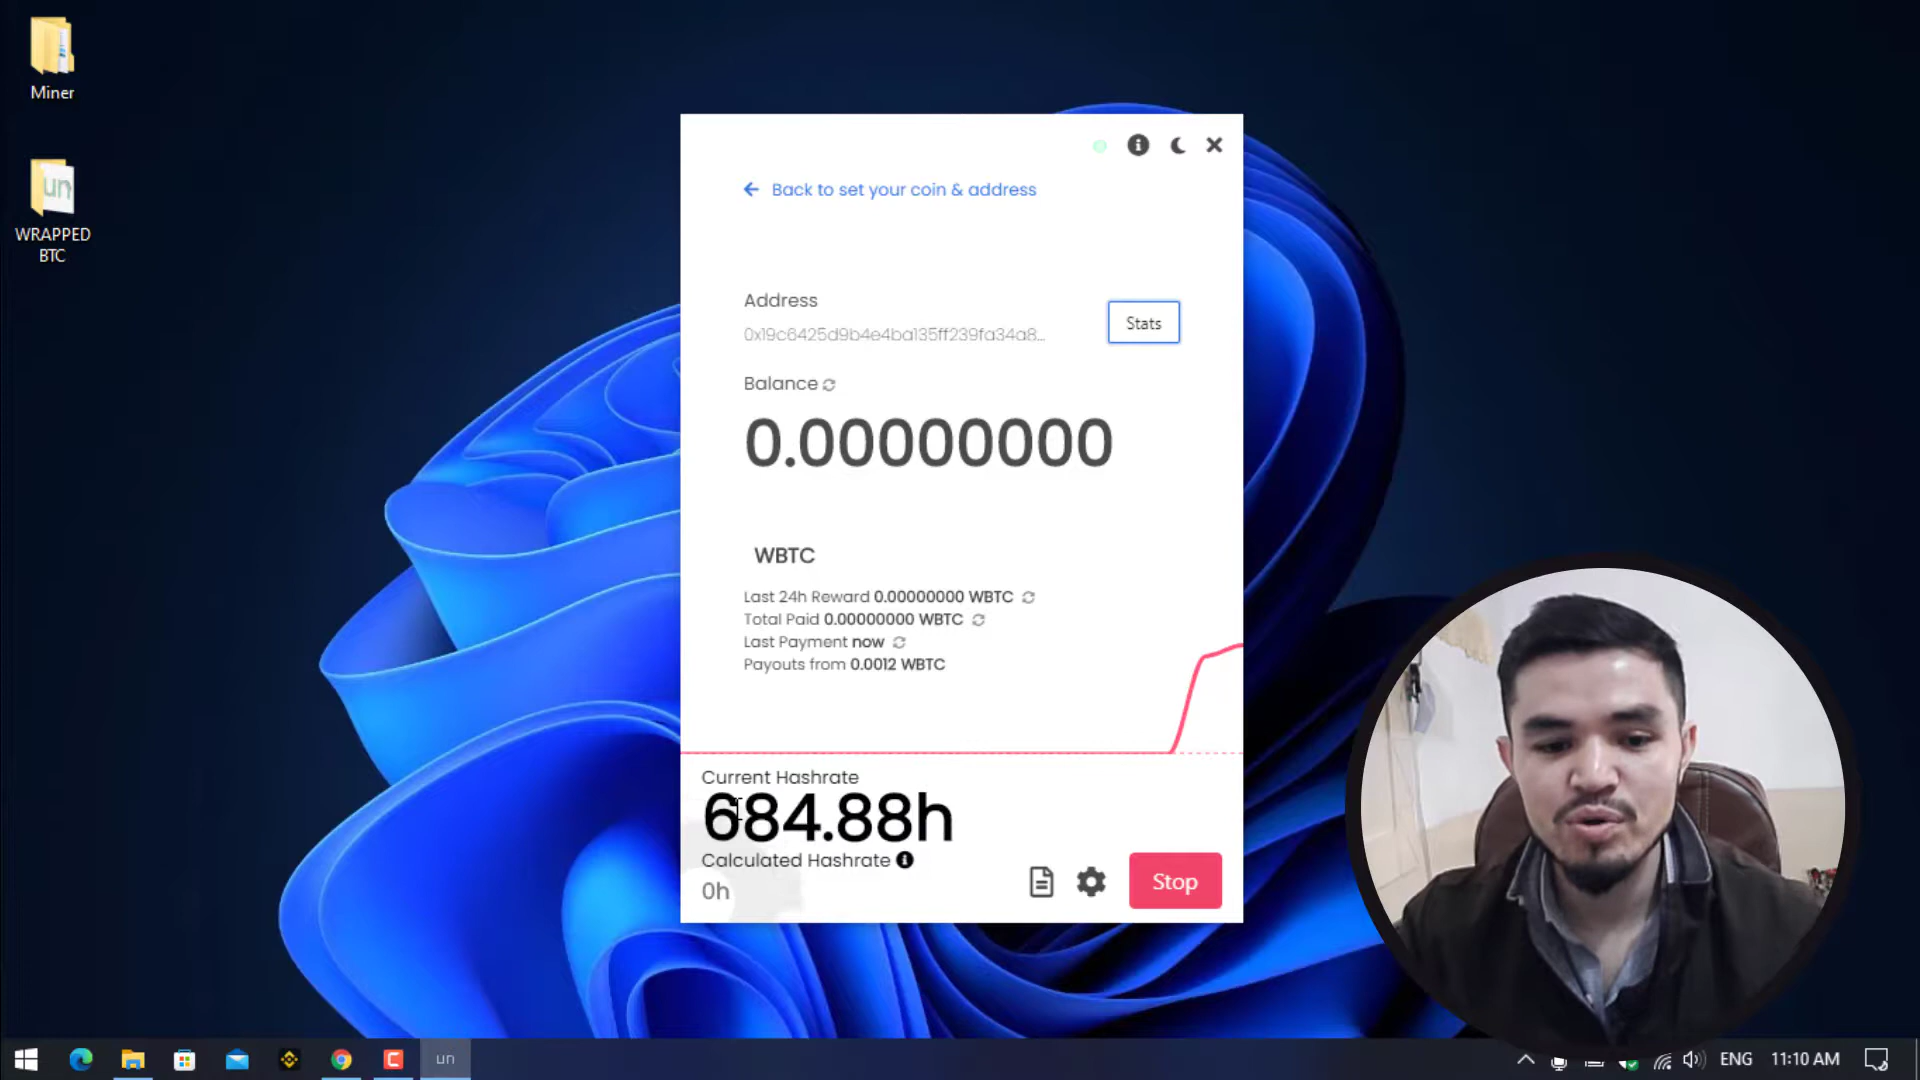 Miner
un
WRAPPED
BTC
Back to set your coin & address
Address
0x19c6425d9b4e4ba135ff239fa34a8...
Stats
Balance
0.00000000
WBTC
Last 24h Reward 0.00000000 WBTC
Total Paid 0.00000000 WBTC
Last Payment now
Payouts from 0.0012 WBTC
Current Hashrate
684.88h
Calculated Hashrate
0h
Stop
un
ENG
11:10 AM